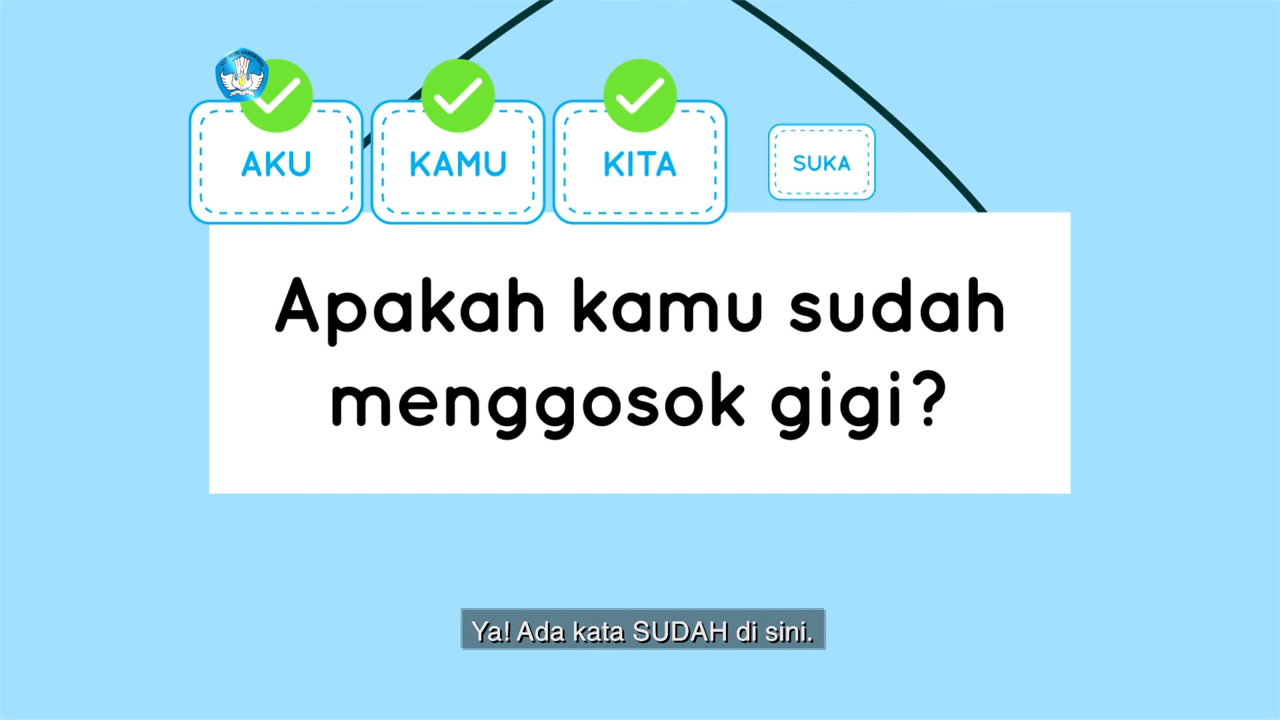 AKU
KAMU
KITA
SUKA
Apakah kamu sudah
menggosok gigi?
Ya! Ada kata SUDAH di sini.